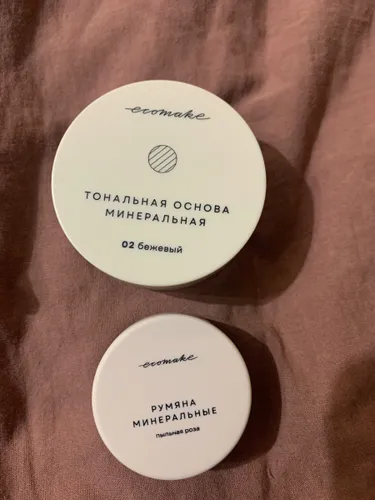 ecomake
ТОНАЛЬНАЯ ОСНОВА
МИНЕРАЛЬНАЯ
02 бежевый
ecomake
РУМЯНА
МИНЕРАЛЬНЫЕ
пыльная роза